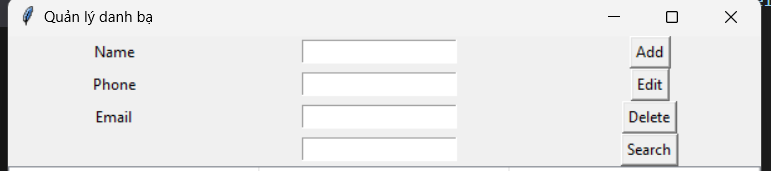 Quản lý danh bạ
Name Add
Phone Edit
Email Delete
Search